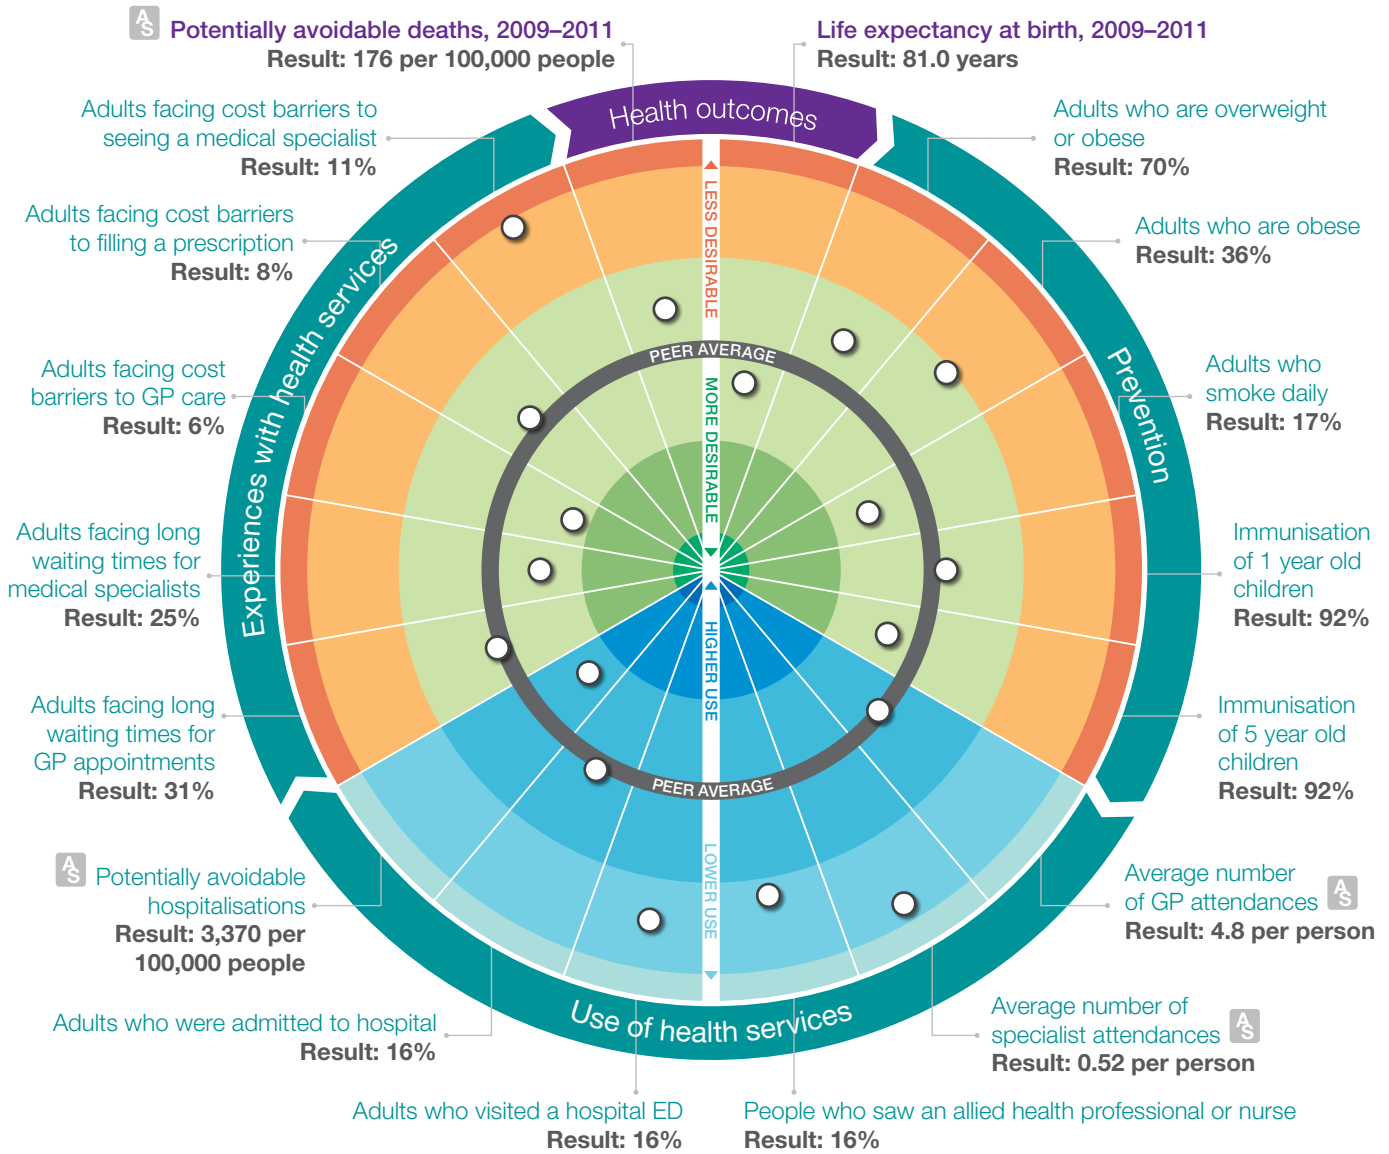 AS Potentially avoidable deaths, 2009–2011
Result: 176 per 100,000 people
Life expectancy at birth, 2009–2011
Result: 81.0 years
Health outcomes
Adults facing cost barriers to
seeing a medical specialist
Result: 11%
Adults who are overweight
or obese
Result: 70%
Adults facing cost barriers
to filling a prescription
Result: 8%
Adults who are obese
Result: 36%
Adults facing cost
barriers to GP care
Result: 6%
Adults who
smoke daily
Result: 17%
Experiences with health services
Prevention
LESS DESIRABLE
PEER AVERAGE
MORE DESIRABLE
Adults facing long
waiting times for
medical specialists
Result: 25%
Immunisation
of 1 year old
children
Result: 92%
HIGHER USE
PEER AVERAGE
LOWER USE
Adults facing long
waiting times for
GP appointments
Result: 31%
Immunisation
of 5 year old
children
Result: 92%
AS Potentially avoidable
hospitalisations
Result: 3,370 per
100,000 people
Average number
of GP attendances AS
Result: 4.8 per person
Use of health services
Adults who were admitted to hospital
Result: 16%
Average number of
specialist attendances AS
Result: 0.52 per person
Adults who visited a hospital ED
Result: 16%
People who saw an allied health professional or nurse
Result: 16%